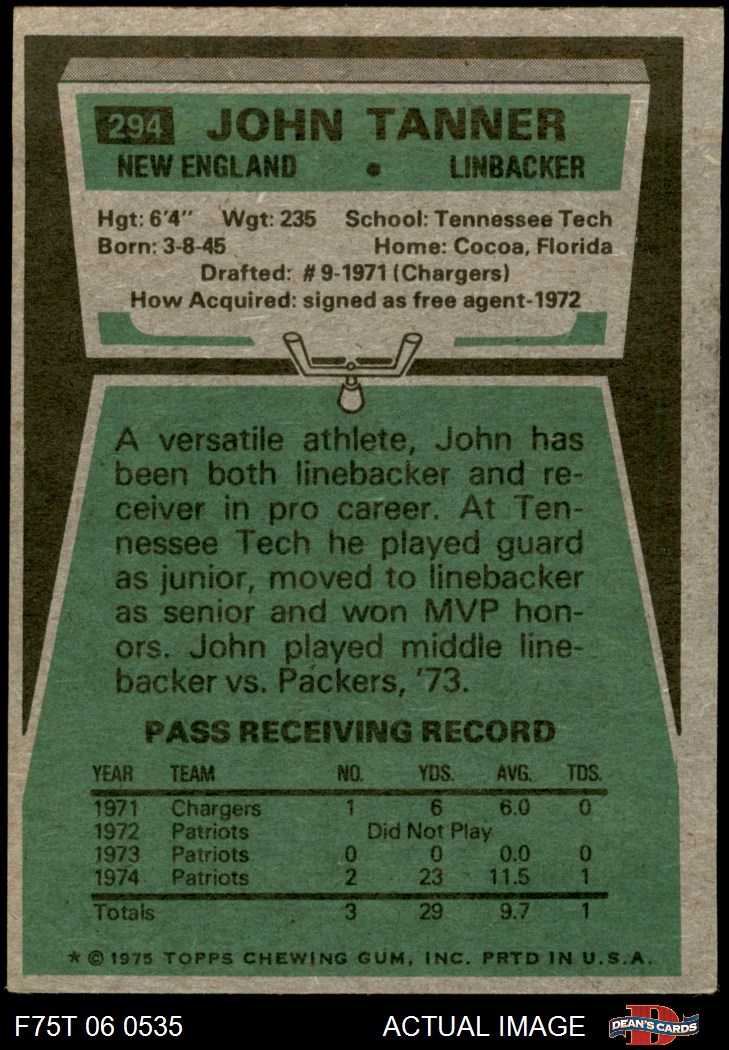 294 JOHN TANNER
NEW ENGLAND • LINBACKER
Hgt: 6'4" Wgt: 235 School: Tennessee Tech
Born: 3-8-45 Home: Cocoa, Florida
Drafted: #9-1971 (Chargers)
How Acquired: signed as free agent-1972
A versatile athlete, John has
been both linebacker and re-
ceiver in pro career. At Ten-
nessee Tech he played guard
as junior, moved to linebacker
as senior and won MVP hon-
ors. John played middle line-
backer vs. Packers, '73.
PASS RECEIVING RECORD
YEAR TEAM NO. YDS. AVG. TDS.
1971 Chargers 1 6 6.0 0
1972 Patriots Did Not Play
1973 Patriots 0 0 0.0 0
1974 Patriots 2 23 11.5 1
Totals 3 29 9.7 1
* © 1975 TOPPS CHEWING GUM, INC. PRTD IN U.S.A.
F75T 06 0535 ACTUAL IMAGE D DEAN'S CARDS